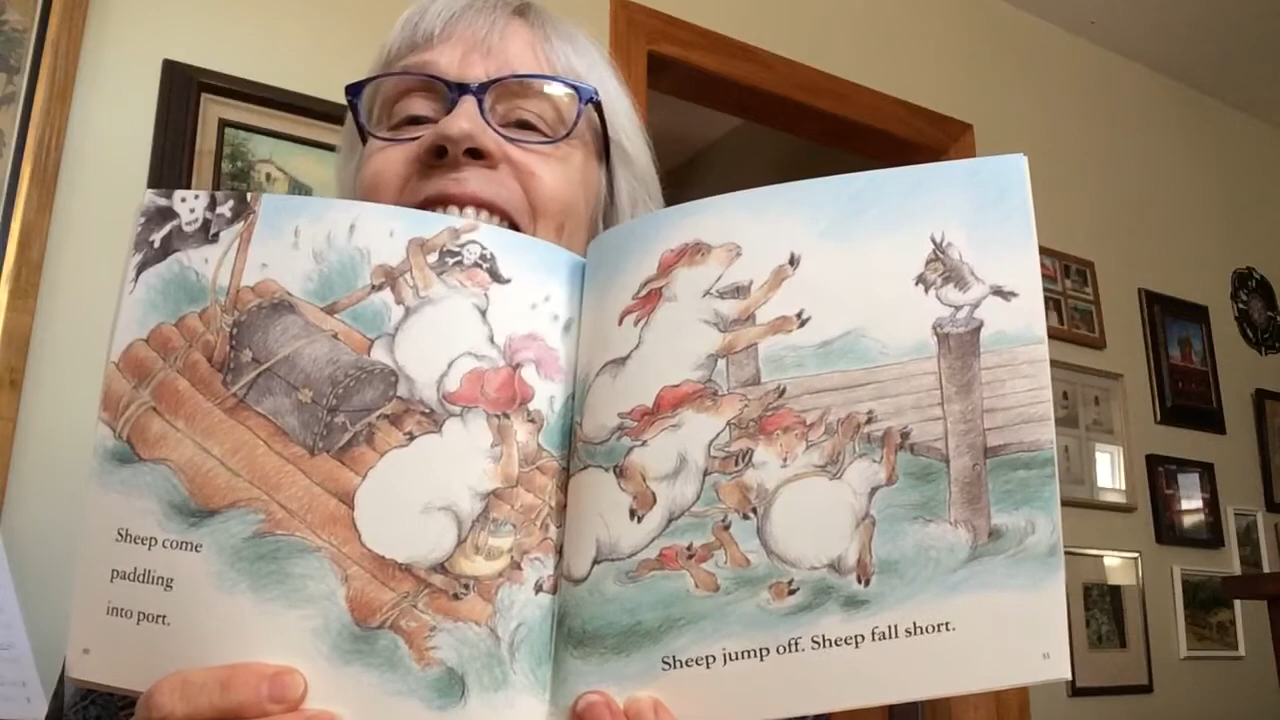 Sheep come
paddling
into port.
Sheep jump off. Sheep fall short.